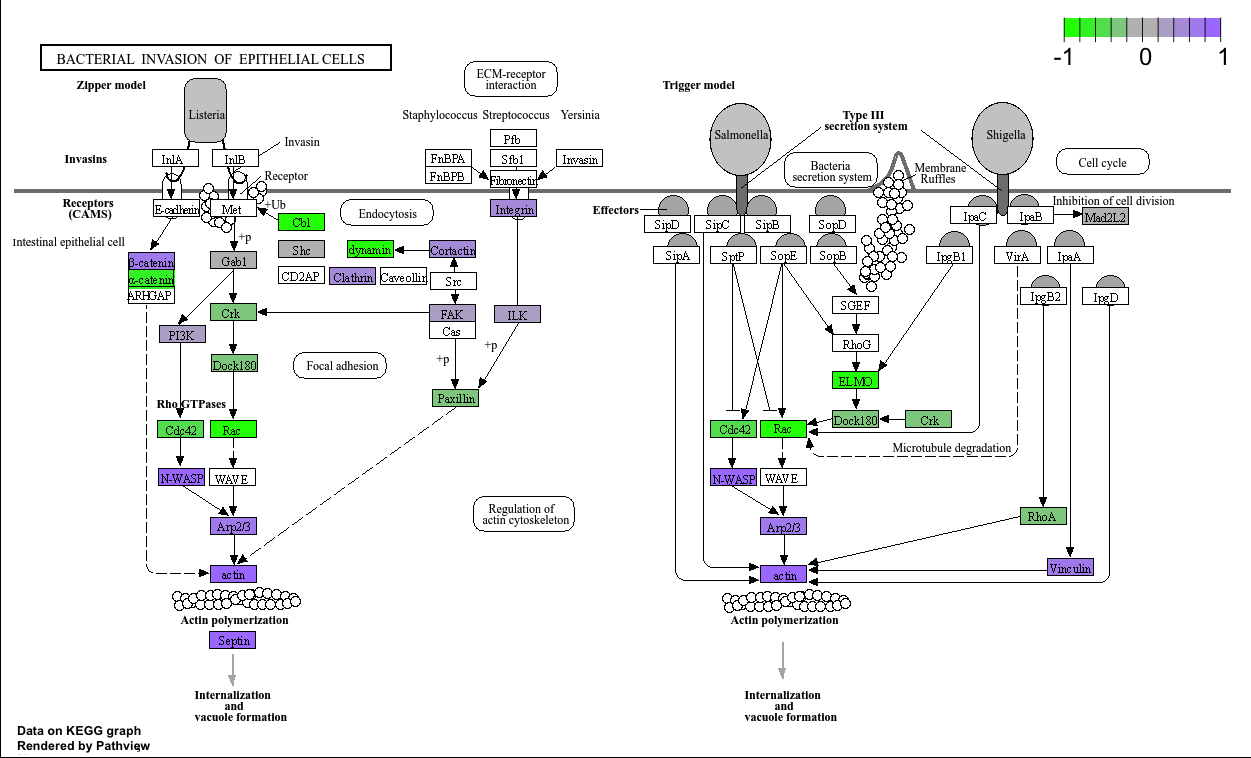 BACTERIAL INVASION OF EPITHELIAL CELLS
-1 0 1
Zipper model
ECM-receptor
interaction
Trigger model
Listeria
Staphylococcus Streptococcus Yersinia
Salmonella
Type III
secretion system
Shigella
Pfb
Invasin
Invasins
InlA
InlB
FnBPA
Sfb1
Invasin
Bacteria
secretion system
Membrane
Ruffles
Cell cycle
Receptor
FnBPB
Fibronectin
Receptors
(CAMS)
E-cadherin
Met
+Ub
Cbl
Endocytosis
Integrin
Effectors
SipD
SipC
SipB
SopD
IpaC
IpaB
Inhibition of cell division
Mad2L2
Intestinal epithelial cell
+p
Shc
dynamin
Cortactin
SipA
SptP
SopE
SopB
IpgB1
VirA
IpaA
β-catenin
Gab1
α-catenin
CD2AP
Clathrin
Caveollin
Src
ARHGAP
IpgB2
IpgD
SGEF
Crk
FAK
ILK
PI3K
Cas
RhoG
+p
+p
Dock180
Focal adhesion
ELMO
Paxillin
Rho GTPases
Cdc42
Rac
Cdc42
Rac
Dock180
Crk
Microtubule degradation
N-WASP
WAVE
N-WASP
WAVE
Regulation of
actin cytoskeleton
RhoA
Arp2/3
Arp2/3
actin
actin
Vinculin
Actin polymerization
Actin polymerization
Septin
Internalization
and
vacuole formation
Internalization
and
vacuole formation
Data on KEGG graph
Rendered by Pathview